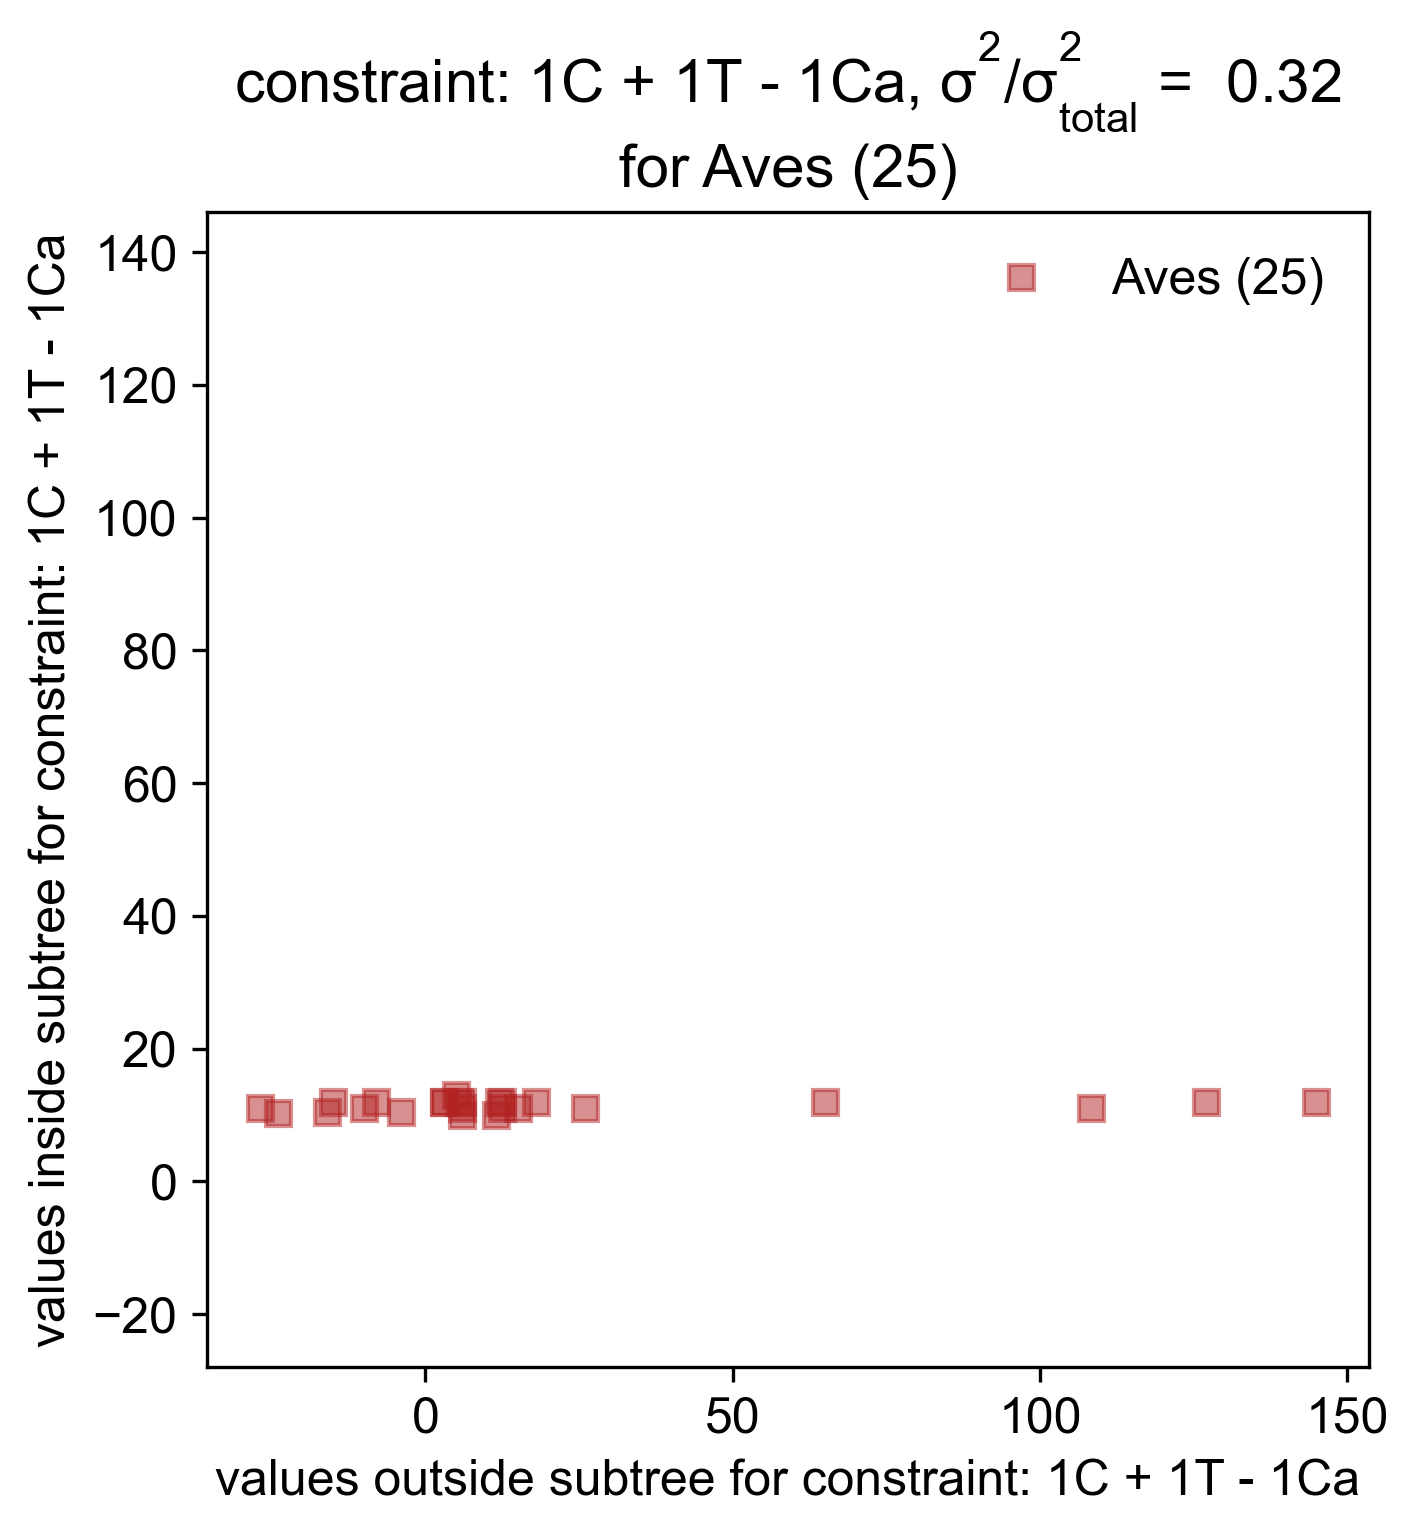 constraint: 1C + 1T - 1Ca, σ²/σ²total = 0.32
for Aves (25)
Aves (25)
values inside subtree for constraint: 1C + 1T - 1Ca
140
120
100
80
60
40
20
0
−20
0 50 100 150
values outside subtree for constraint: 1C + 1T - 1Ca